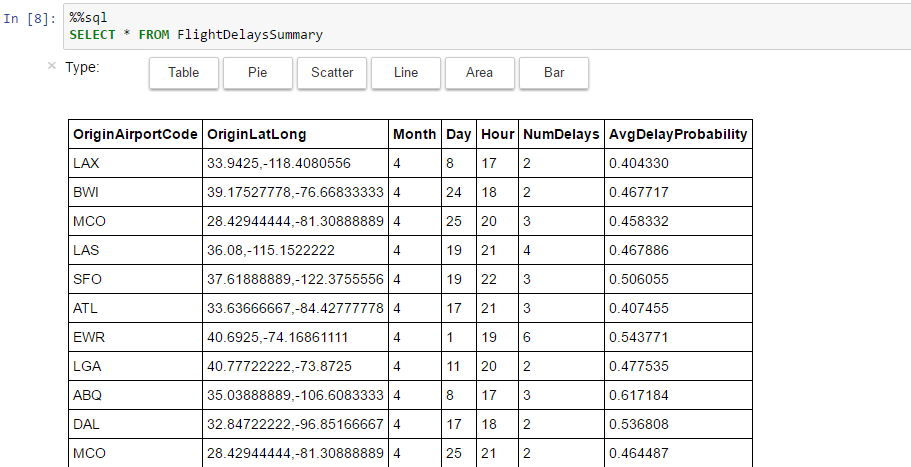 In [8]: %%sql
SELECT * FROM FlightDelaysSummary
× Type: Table Pie Scatter Line Area Bar
OriginAirportCode OriginLatLong Month Day Hour NumDelays AvgDelayProbability
LAX 33.9425,-118.4080556 4 8 17 2 0.404330
BWI 39.17527778,-76.66833333 4 24 18 2 0.467717
MCO 28.42944444,-81.30888889 4 25 20 3 0.458332
LAS 36.08,-115.1522222 4 19 21 4 0.467886
SFO 37.61888889,-122.3755556 4 19 22 3 0.506055
ATL 33.63666667,-84.42777778 4 17 21 3 0.407455
EWR 40.6925,-74.16861111 4 1 19 6 0.543771
LGA 40.77722222,-73.8725 4 11 20 2 0.477535
ABQ 35.03888889,-106.6083333 4 8 17 3 0.617184
DAL 32.84722222,-96.85166667 4 17 18 2 0.536808
MCO 28.42944444,-81.30888889 4 25 21 2 0.464487